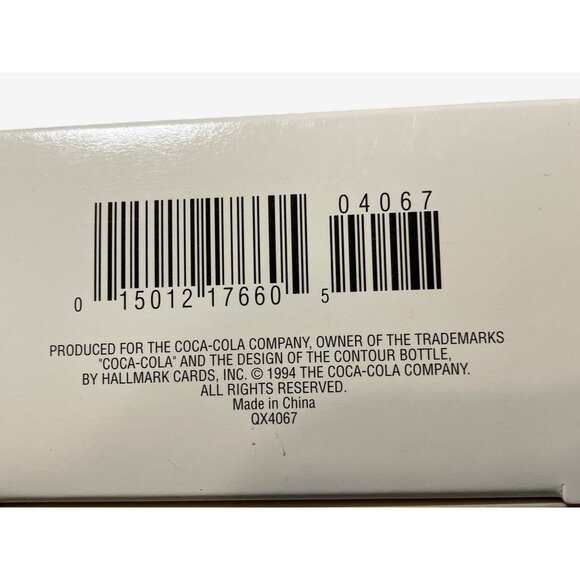 04067
0 15012 17660 5
PRODUCED FOR THE COCA-COLA COMPANY, OWNER OF THE TRADEMARKS
"COCA-COLA" AND THE DESIGN OF THE CONTOUR BOTTLE,
BY HALLMARK CARDS, INC. © 1994 THE COCA-COLA COMPANY.
ALL RIGHTS RESERVED.
Made in China
QX4067